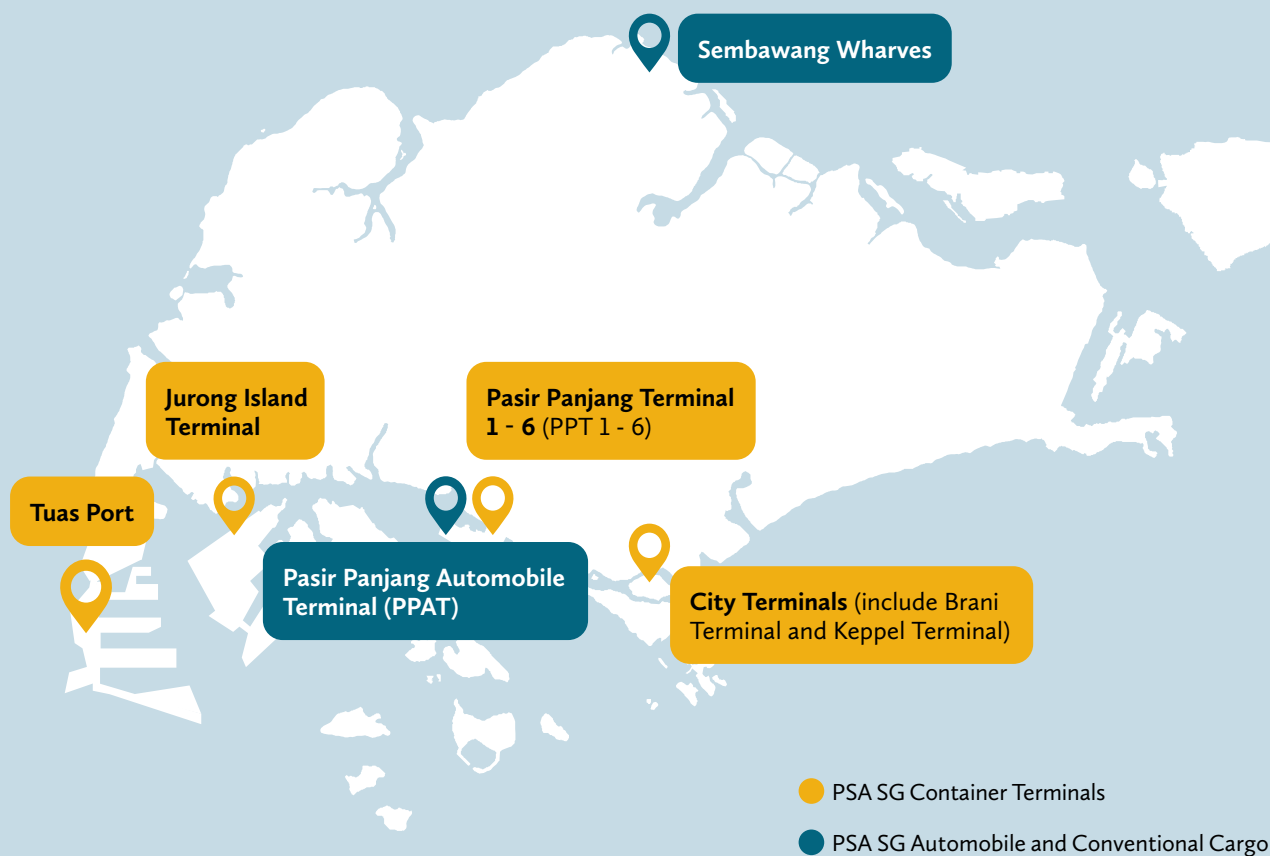 Sembawang Wharves
Jurong Island
Terminal
Pasir Panjang Terminal
1 - 6 (PPT 1 - 6)
Tuas Port
Pasir Panjang Automobile
Terminal (PPAT)
City Terminals (include Brani
Terminal and Keppel Terminal)
PSA SG Container Terminals
PSA SG Automobile and Conventional Cargo